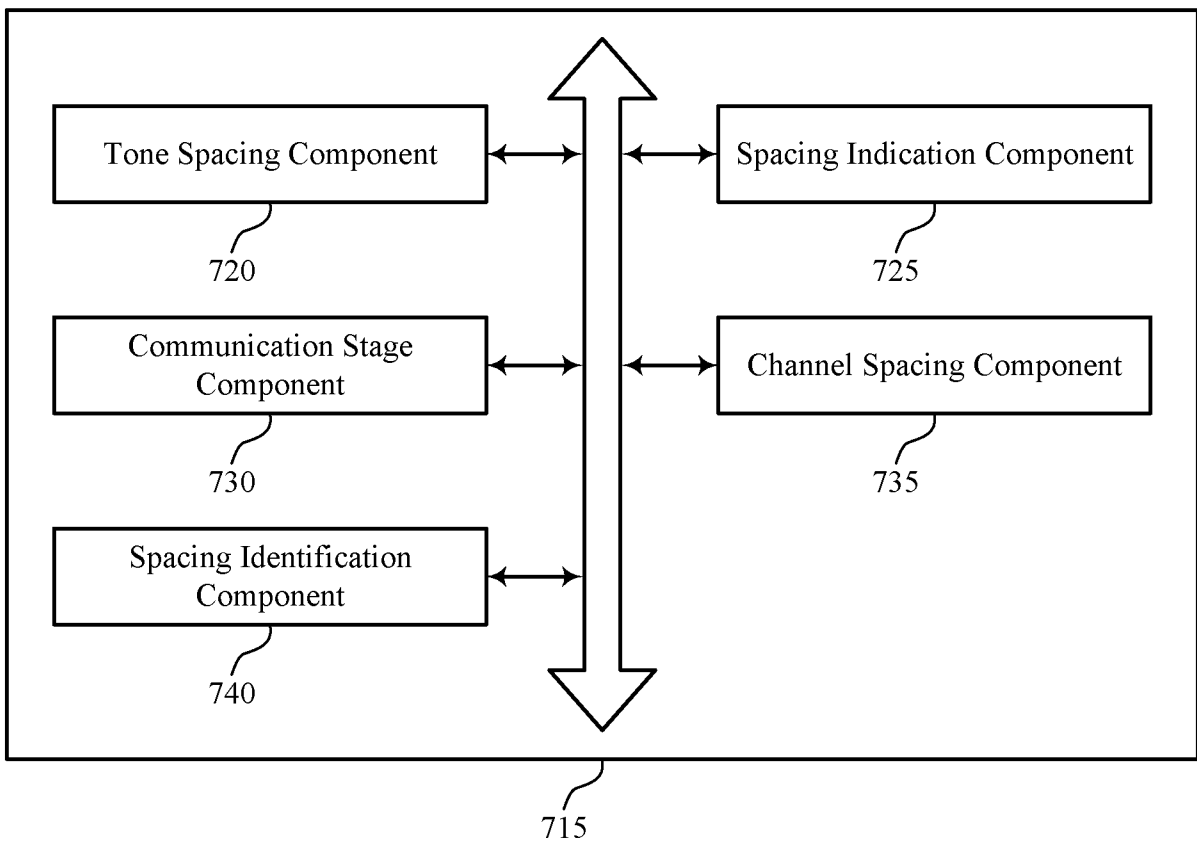 Tone Spacing Component
720
Spacing Indication Component
725
Communication Stage
Component
730
Channel Spacing Component
735
Spacing Identification
Component
740
715